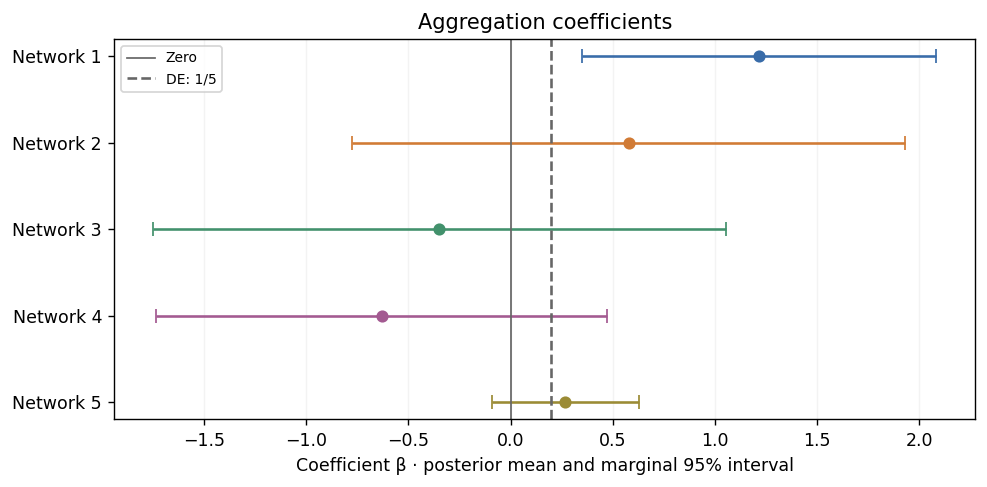 Aggregation coefficients
Zero
DE: 1/5
Network 1
Network 2
Network 3
Network 4
Network 5
−1.5 −1.0 −0.5 0.0 0.5 1.0 1.5 2.0
Coefficient β · posterior mean and marginal 95% interval